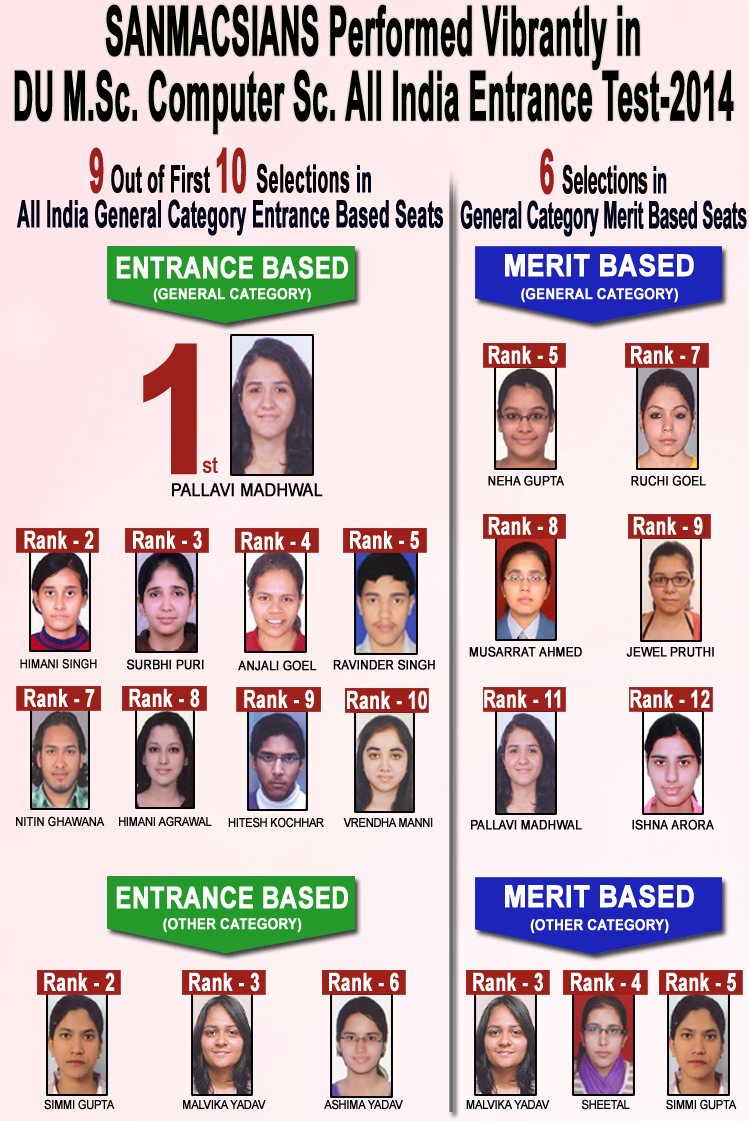 SANMACSIANS Performed Vibrantly in
DU M.Sc. Computer Sc. All India Entrance Test-2014
9 Out of First 10 Selections in
All India General Category Entrance Based Seats
ENTRANCE BASED
(GENERAL CATEGORY)
1st
PALLAVI MADHWAL
Rank - 2 Rank - 3 Rank - 4 Rank - 5
HIMANI SINGH SURBHI PURI ANJALI GOEL RAVINDER SINGH
Rank - 7 Rank - 8 Rank - 9 Rank - 10
NITIN GHAWANA HIMANI AGRAWAL HITESH KOCHHAR VRENDHA MANNI
ENTRANCE BASED
(OTHER CATEGORY)
Rank - 2 Rank - 3 Rank - 6
SIMMI GUPTA MALVIKA YADAV ASHIMA YADAV
6 Selections in
General Category Merit Based Seats
MERIT BASED
(GENERAL CATEGORY)
Rank - 5 Rank - 7
NEHA GUPTA RUCHI GOEL
Rank - 8 Rank - 9
MUSARRAT AHMED JEWEL PRUTHI
Rank - 11 Rank - 12
PALLAVI MADHWAL ISHNA ARORA
MERIT BASED
(OTHER CATEGORY)
Rank - 3 Rank - 4 Rank - 5
MALVIKA YADAV SHEETAL SIMMI GUPTA